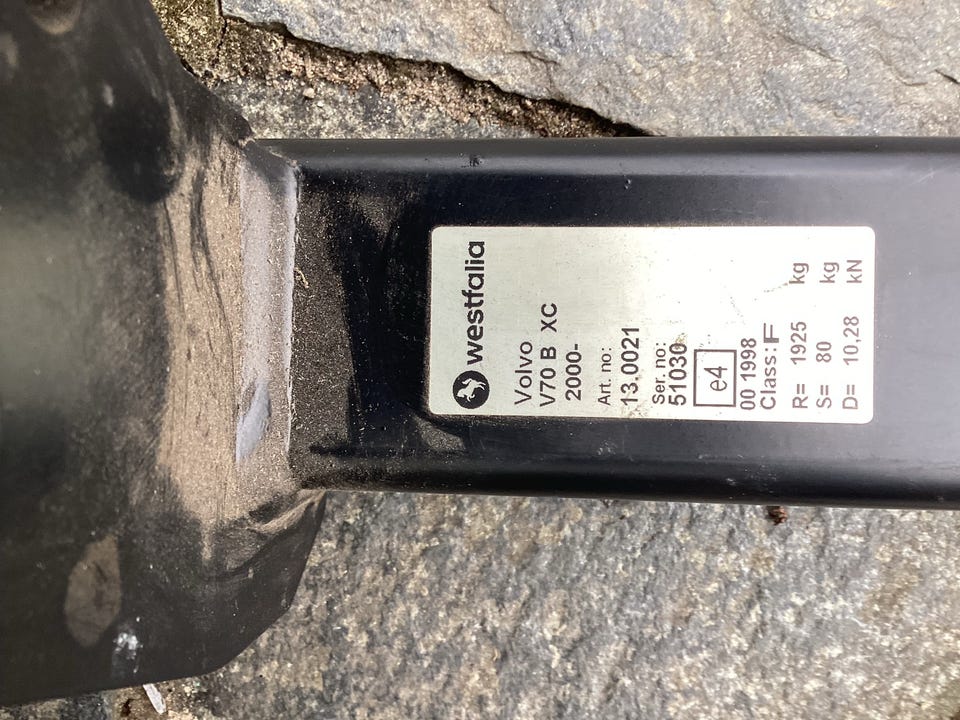 westfalia
Volvo
V70 B XC
2000-
Art. no:
13,0021
Ser. no:
51030
e4
00 1998
Class: F
R= 1925 kg
S= 80 kg
D= 10,28 kN